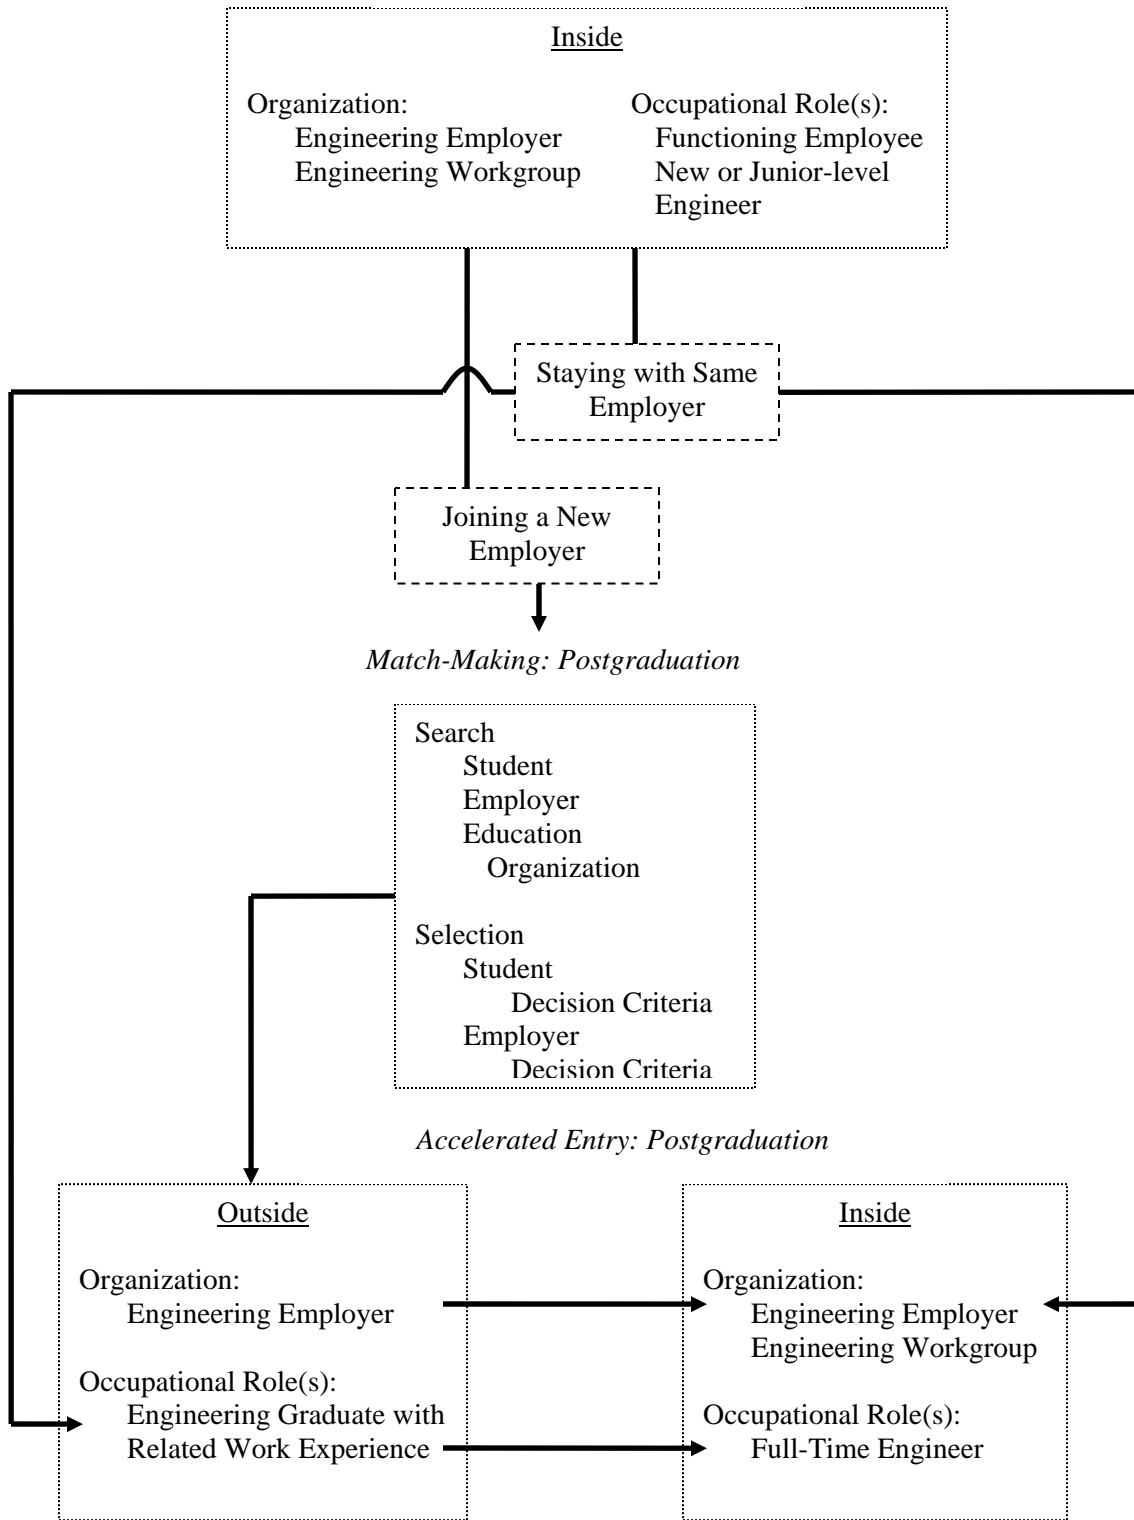 Inside
Organization:
Engineering Employer
Engineering Workgroup
Occupational Role(s):
Functioning Employee
New or Junior-level
Engineer
Staying with Same
Employer
Joining a New
Employer
Match-Making: Postgraduation
Search
Student
Employer
Education
Organization
Selection
Student
Decision Criteria
Employer
Decision Criteria
Accelerated Entry: Postgraduation
Outside
Organization:
Engineering Employer
Occupational Role(s):
Engineering Graduate with
Related Work Experience
Inside
Organization:
Engineering Employer
Engineering Workgroup
Occupational Role(s):
Full-Time Engineer